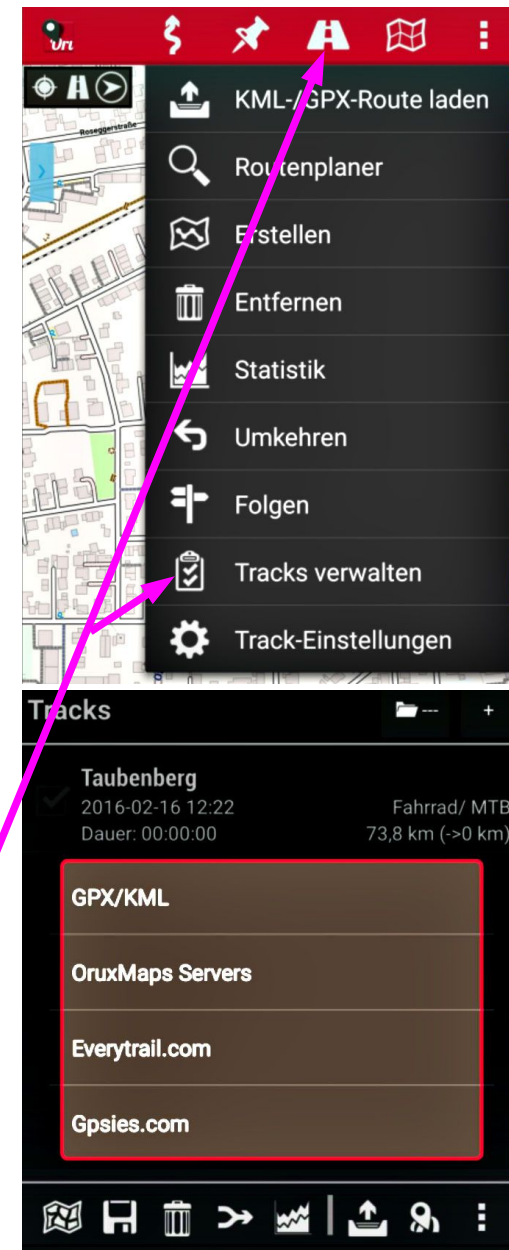 Uri
Roseggerstraße
KML-/GPX-Route laden
Routenplaner
Erstellen
Entfernen
Statistik
Umkehren
Folgen
Tracks verwalten
Track-Einstellungen
Tracks --- +
Taubenberg
2016-02-16 12:22 Fahrrad/ MTB
Dauer: 00:00:00 73,8 km (->0 km)
GPX/KML
OruxMaps Servers
Everytrail.com
Gpsies.com